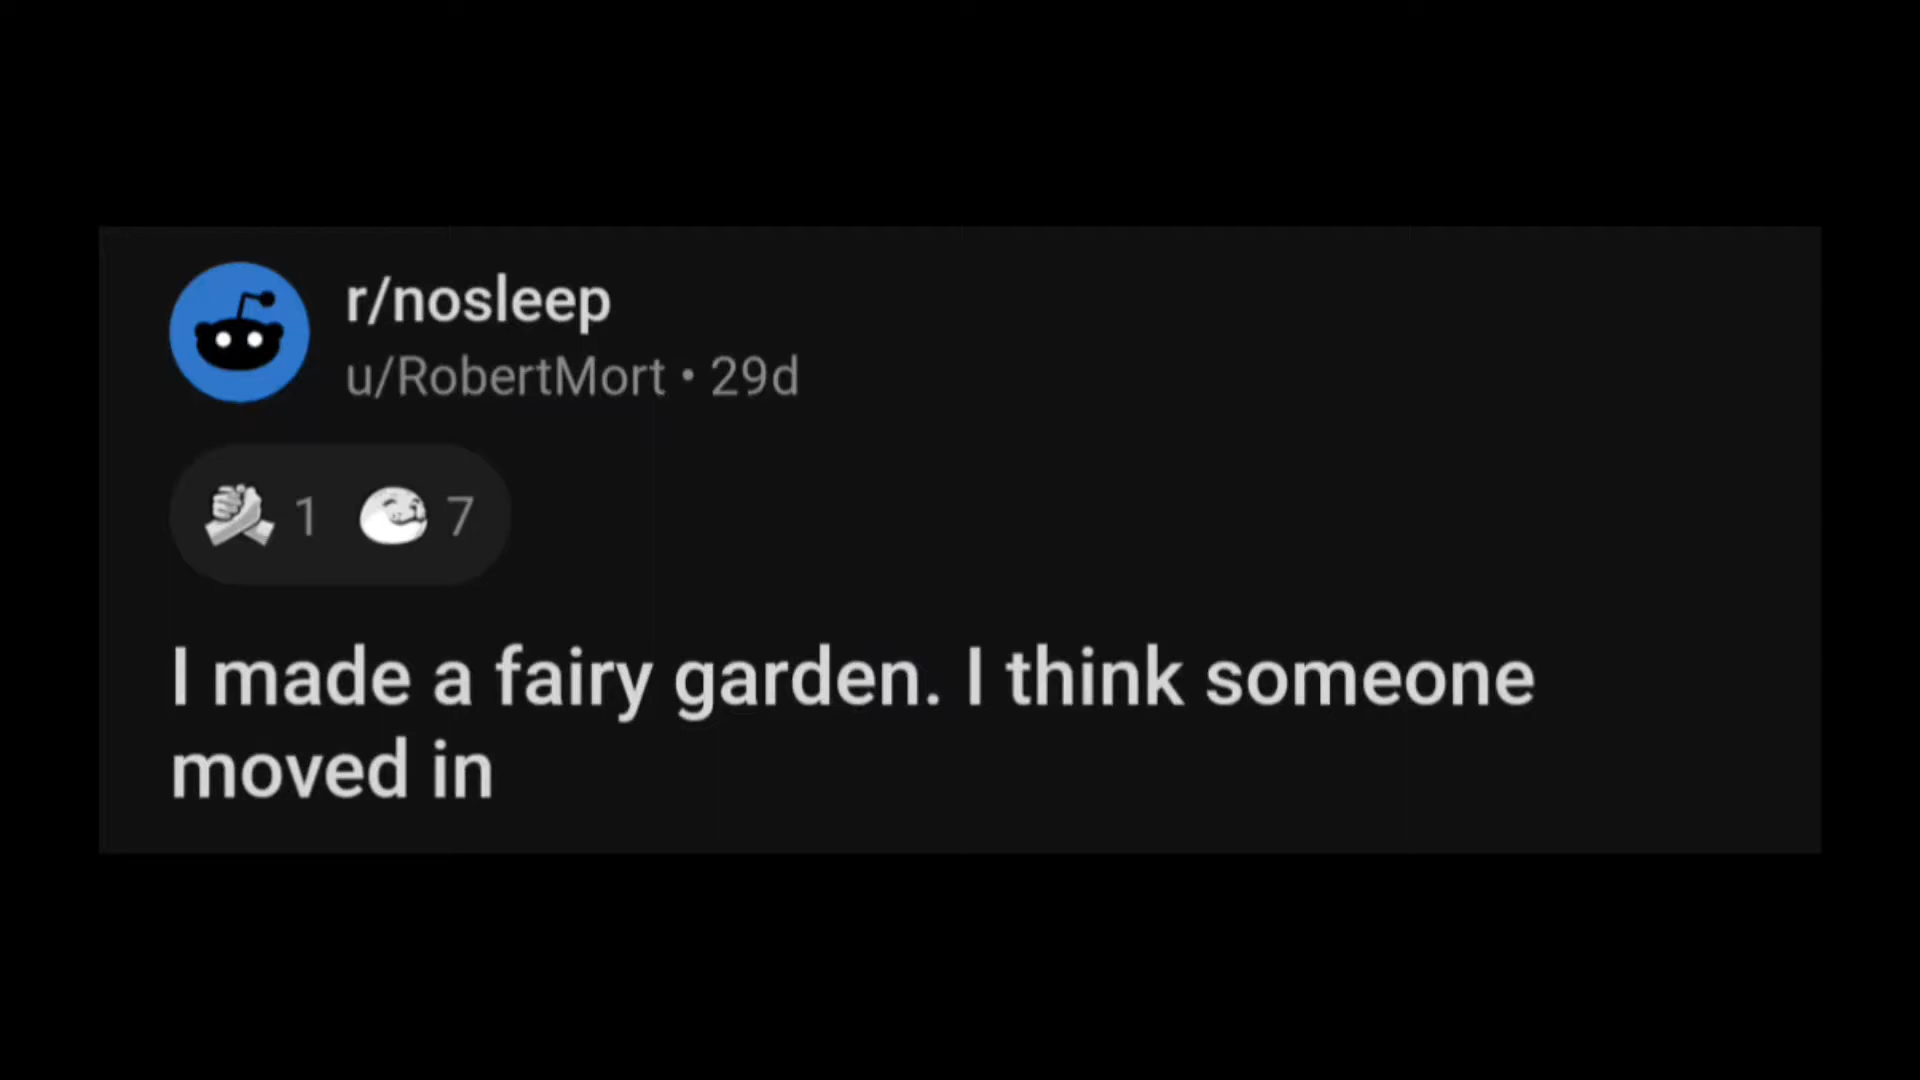 r/nosleep
u/RobertMort • 29d
1 7
I made a fairy garden. I think someone
moved in